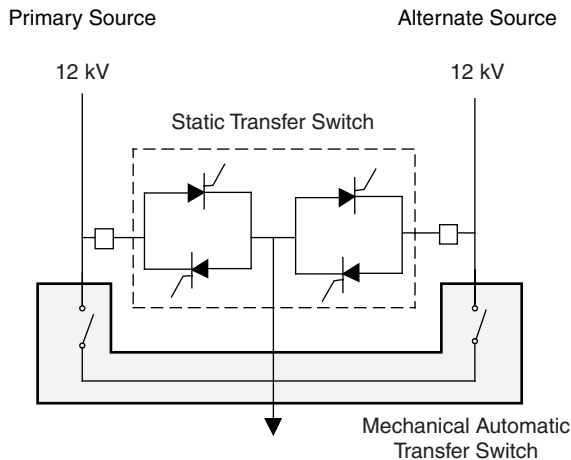 Primary Source
Alternate Source
12 kV
12 kV
Static Transfer Switch
Mechanical Automatic
Transfer Switch